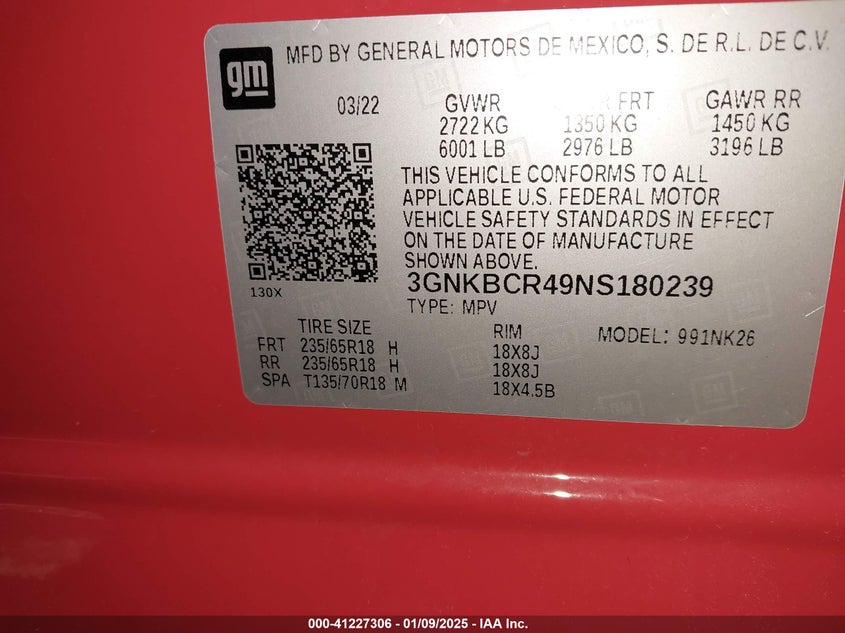 gm
MFD BY GENERAL MOTORS DE MEXICO, S. DE R.L. DE C.V.
03/22 GVWR FRT GAWR RR
2722 KG 1350 KG 1450 KG
6001 LB 2976 LB 3196 LB
THIS VEHICLE CONFORMS TO ALL
APPLICABLE U.S. FEDERAL MOTOR
VEHICLE SAFETY STANDARDS IN EFFECT
ON THE DATE OF MANUFACTURE
SHOWN ABOVE.
3GNKBCR49NS180239
TYPE: MPV
130X
TIRE SIZE RIM MODEL: 991NK26
FRT 235/65R18 H 18X8J
RR 235/65R18 H 18X8J
SPA T135/70R18 M 18X4.5B
000-41227306 - 01/09/2025 - IAA Inc.